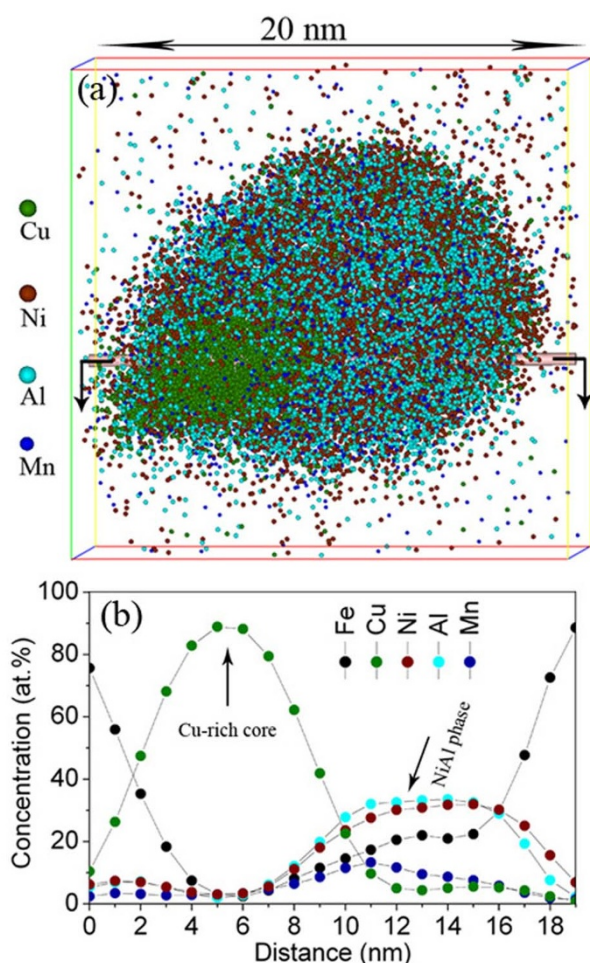 20 nm
(a)
Cu
Ni
Al
Mn
(b)
Fe
Cu
Ni
Al
Mn
Cu-rich core
NiAl phase
Concentration (at.%)
100
80
60
40
20
0
0 2 4 6 8 10 12 14 16 18
Distance (nm)